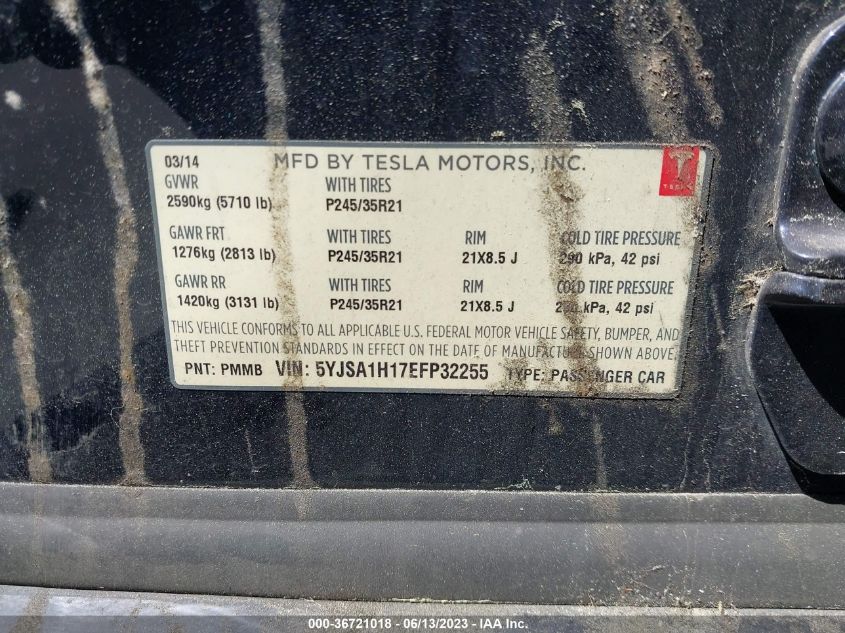 03/14 MFD BY TESLA MOTORS, INC.
TESLA
GVWR WITH TIRES
2590kg (5710 lb) P245/35R21
GAWR FRT WITH TIRES RIM COLD TIRE PRESSURE
1276kg (2813 lb) P245/35R21 21X8.5 J 290 kPa, 42 psi
GAWR RR WITH TIRES RIM COLD TIRE PRESSURE
1420kg (3131 lb) P245/35R21 21X8.5 J kPa, 42 psi
THIS VEHICLE CONFORMS TO ALL APPLICABLE U.S. FEDERAL MOTOR VEHICLE SAFETY, BUMPER, AND
THEFT PREVENTION STANDARDS IN EFFECT ON THE DATE OF MANUFACTURE SHOWN ABOVE.
PNT: PMMB VIN: 5YJSA1H17EFP32255 TYPE: PASSENGER CAR
000-36721018 - 06/13/2023 - IAA Inc.